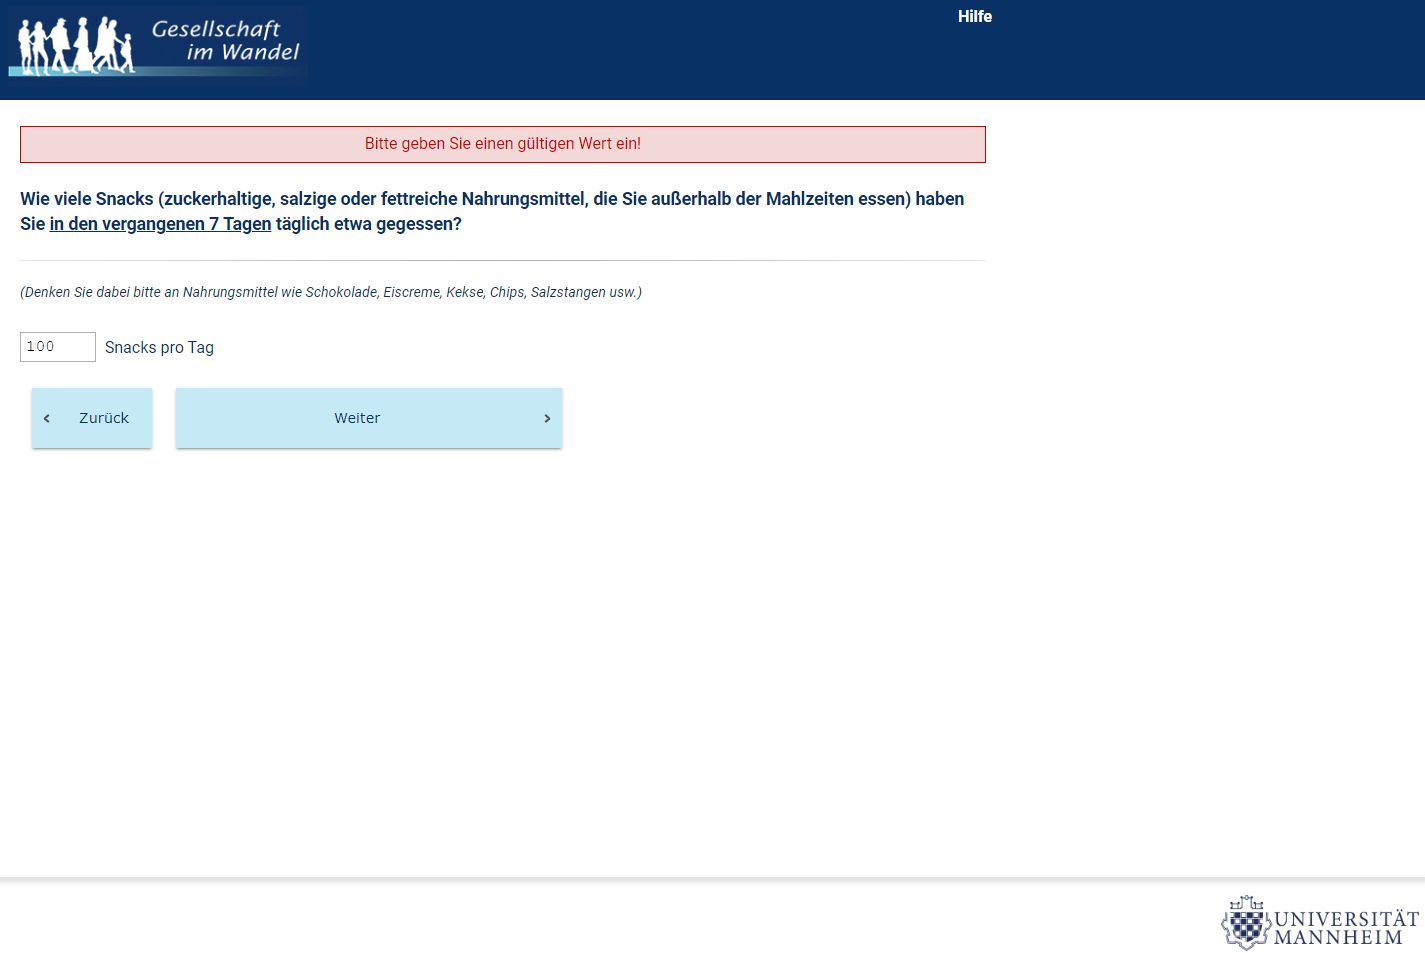 Gesellschaft
im Wandel
Hilfe
Bitte geben Sie einen gültigen Wert ein!
Wie viele Snacks (zuckerhaltige, salzige oder fettreiche Nahrungsmittel, die Sie außerhalb der Mahlzeiten essen) haben
Sie in den vergangenen 7 Tagen täglich etwa gegessen?
(Denken Sie dabei bitte an Nahrungsmittel wie Schokolade, Eiscreme, Kekse, Chips, Salzstangen usw.)
100 Snacks pro Tag
Zurück Weiter
UNIVERSITÄT
MANNHEIM